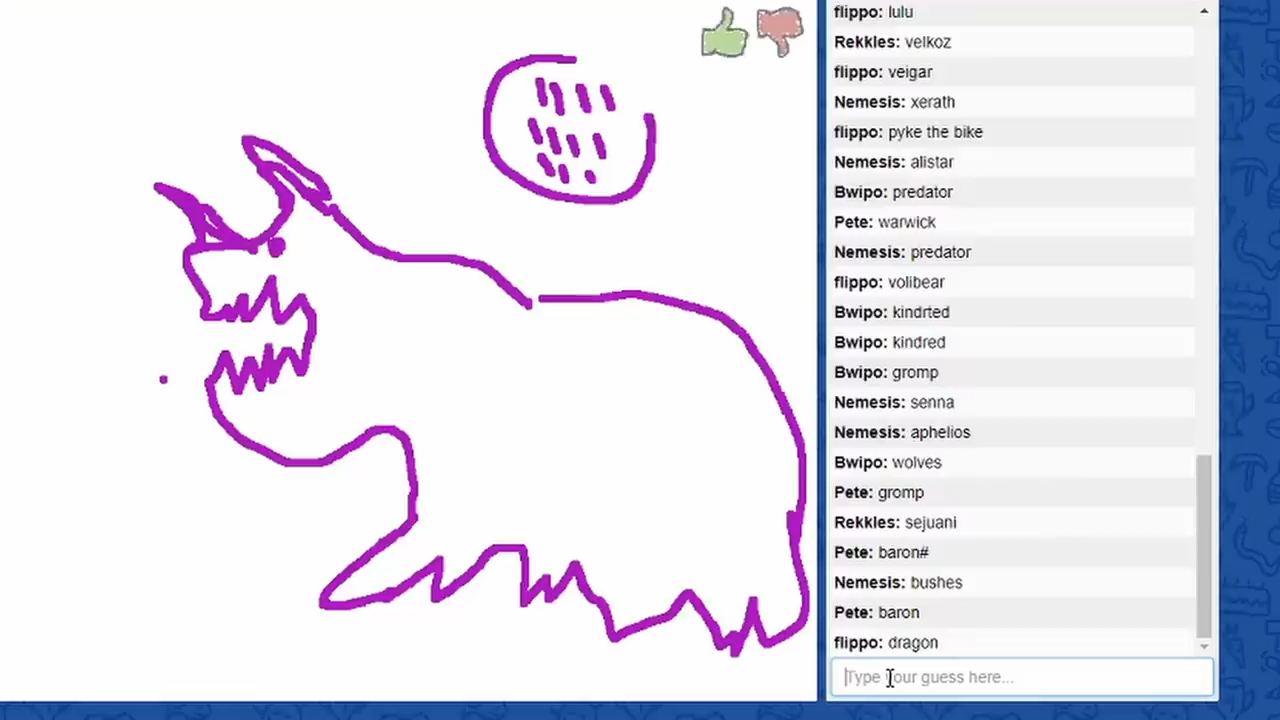 flippo: lulu
Rekkles: velkoz
flippo: veigar
Nemesis: xerath
flippo: pyke the bike
Nemesis: alistar
Bwipo: predator
Pete: warwick
Nemesis: predator
flippo: volibear
Bwipo: kindrted
Bwipo: kindred
Bwipo: gromp
Nemesis: senna
Nemesis: aphelios
Bwipo: wolves
Pete: gromp
Rekkles: sejuani
Pete: baron#
Nemesis: bushes
Pete: baron
flippo: dragon
Type your guess here...